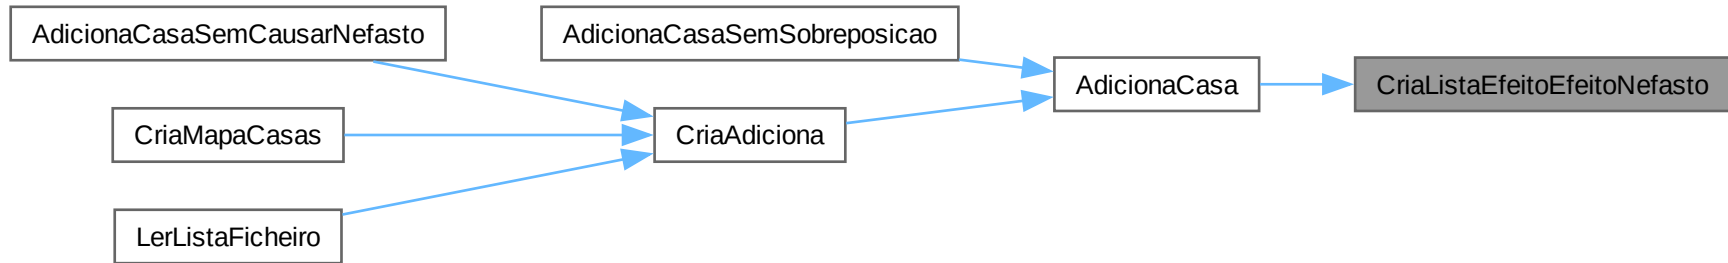 AdicionaCasaSemCausarNefasto
AdicionaCasaSemSobreposicao
AdicionaCasa
CriaListaEfeitoEfeitoNefasto
CriaMapaCasas
CriaAdiciona
LerListaFicheiro